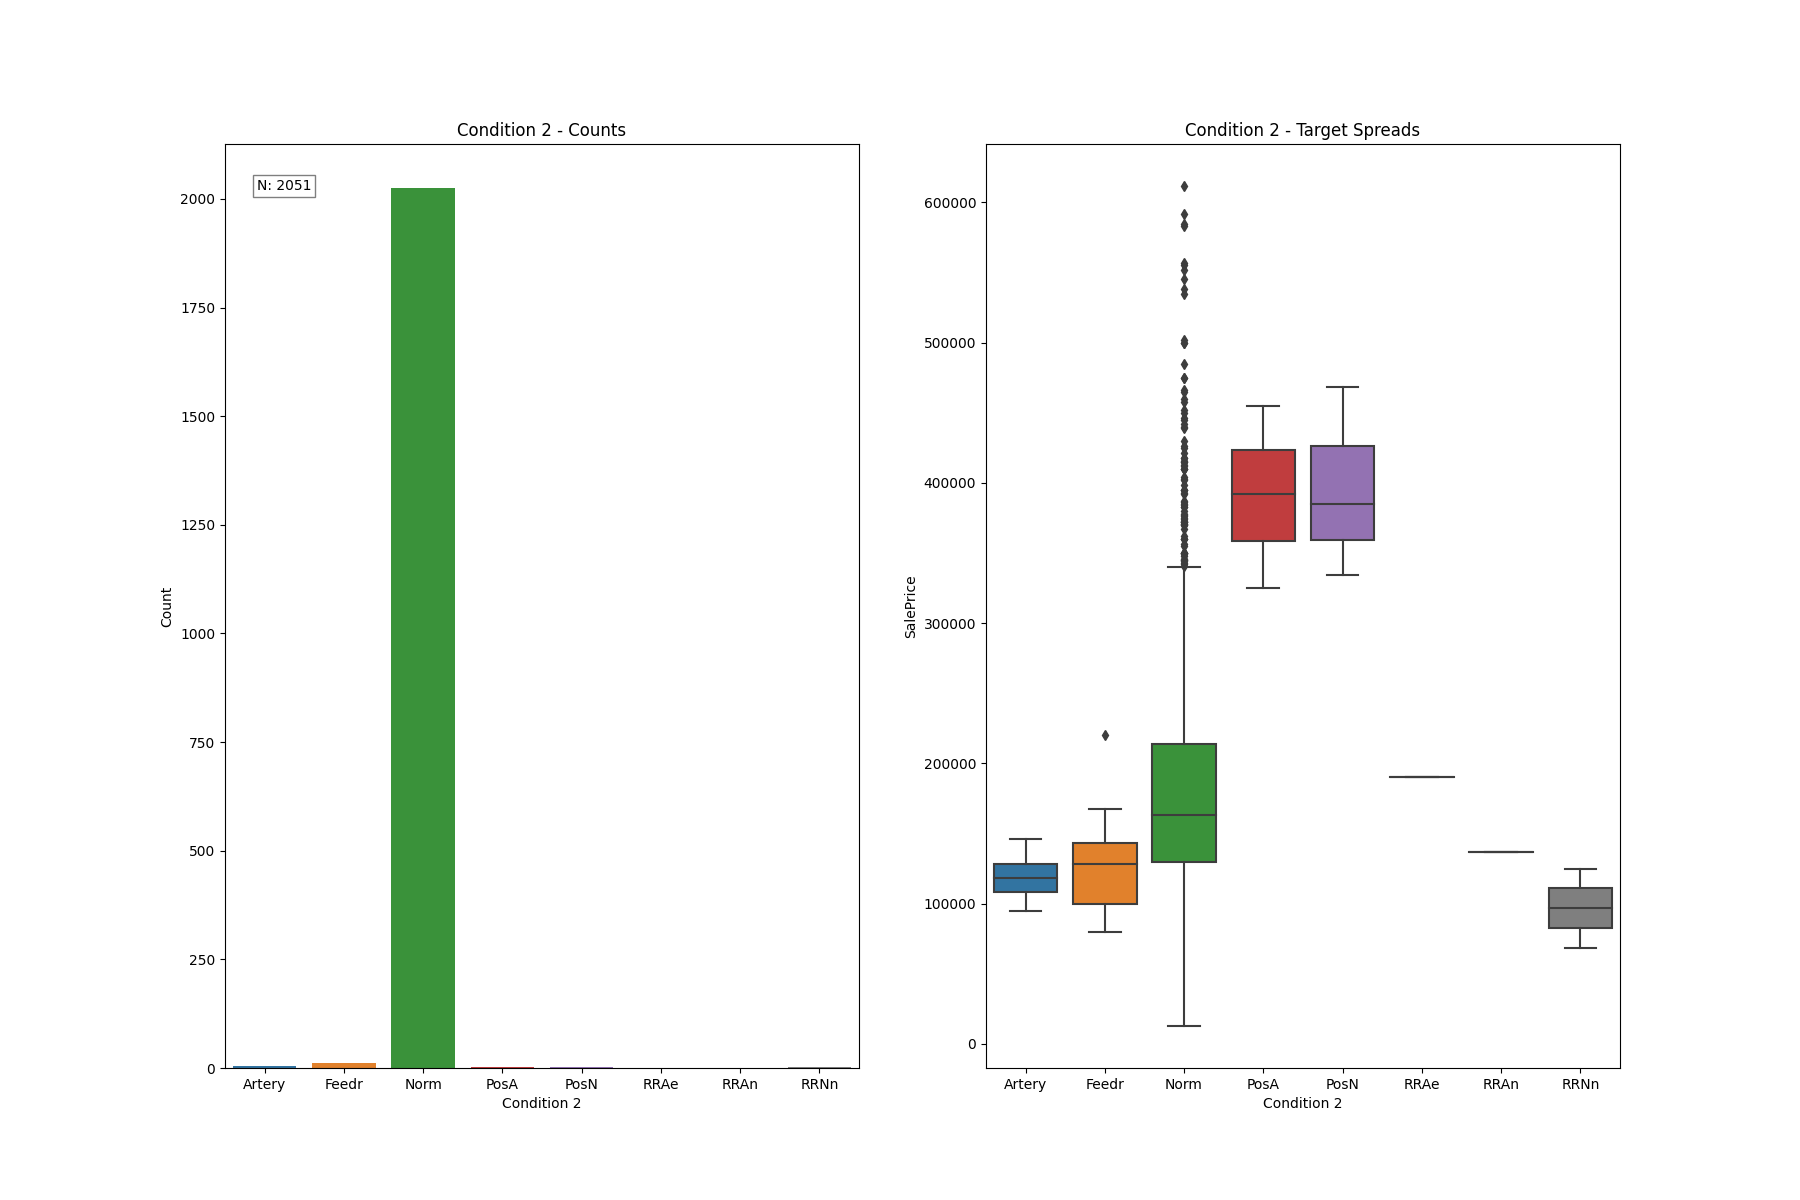 Condition 2 - Counts
N: 2051
2000
1750
1500
1250
1000
750
500
250
0
Count
Artery Feedr Norm PosA PosN RRAe RRAn RRNn
Condition 2
Condition 2 - Target Spreads
600000
500000
400000
300000
200000
100000
0
SalePrice
Artery Feedr Norm PosA PosN RRAe RRAn RRNn
Condition 2